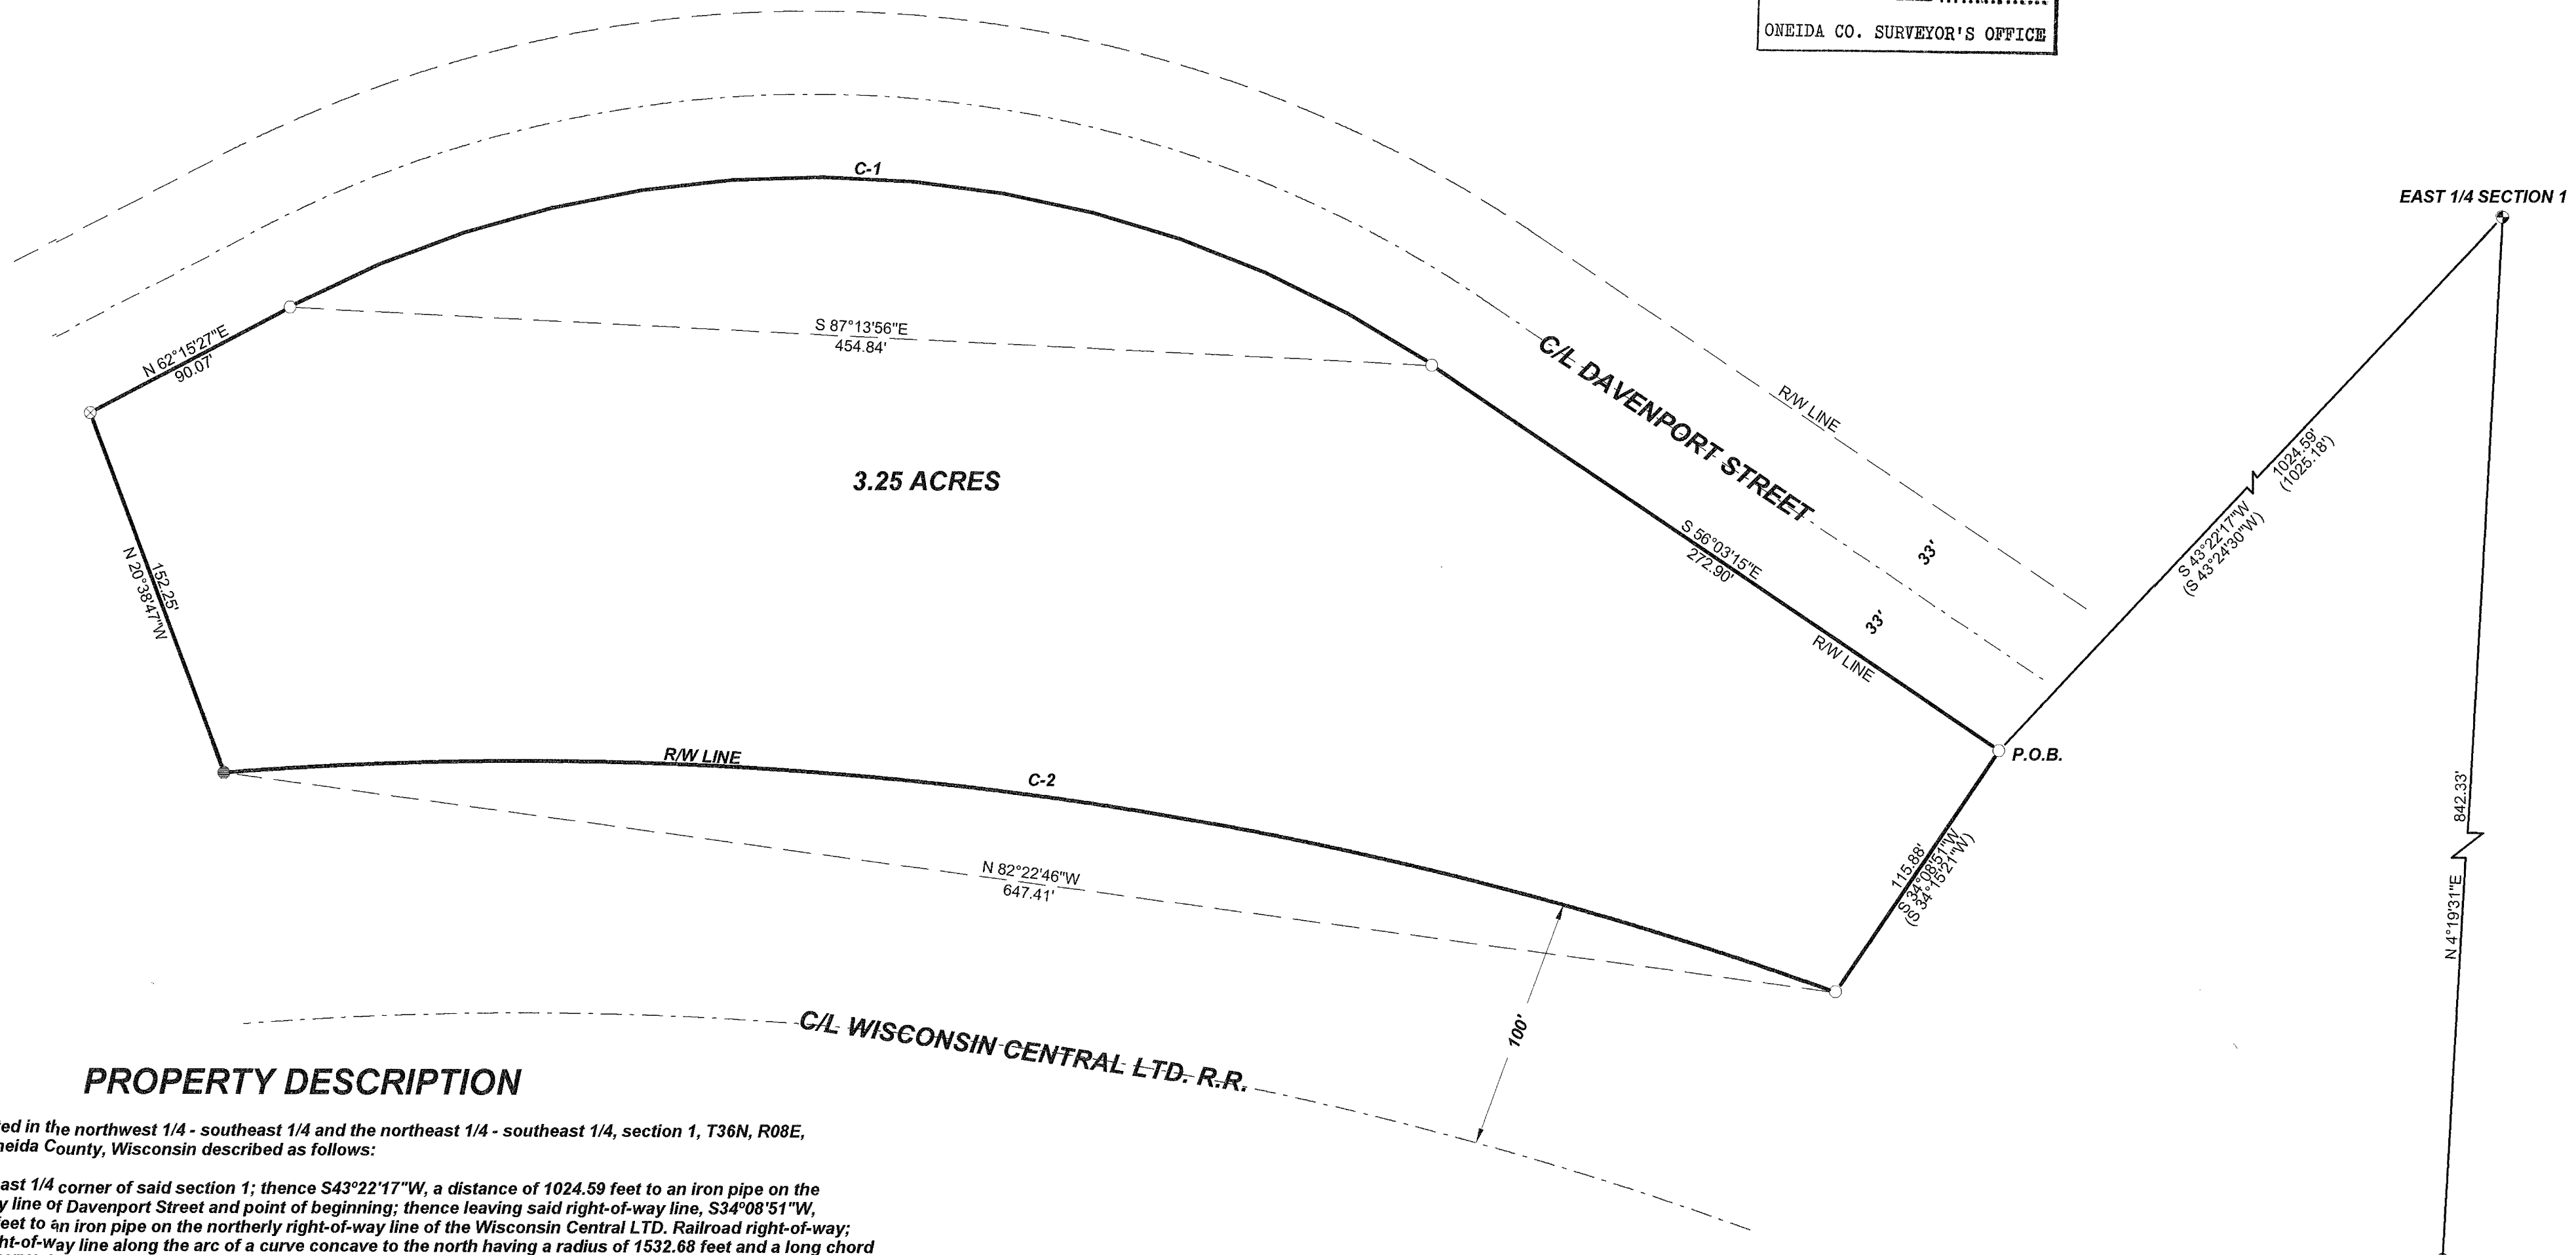 ONEIDA CO. SURVEYOR'S OFFICE
C-1
EAST 1/4 SECTION 1
N 62°15'27"E
90.07'
S 87°13'56"E
454.84'
C/L DAVENPORT STREET
R/W LINE
3.25 ACRES
1024.59'
(1025.18')
S 43°22'17"W
(S 43°24'30"W)
S 56°03'15"E
272.90'
33'
33'
R/W LINE
152.25'
N 20°38'47"W
P.O.B.
R/W LINE
C-2
842.33'
N 4°19'31"E
N 82°22'46"W
647.41'
115.88'
S 34°08'51"W
(S 34°15'21"W)
100'
C/L WISCONSIN CENTRAL LTD. R.R.
PROPERTY DESCRIPTION
ed in the northwest 1/4 - southeast 1/4 and the northeast 1/4 - southeast 1/4, section 1, T36N, R08E,
neida County, Wisconsin described as follows:
ast 1/4 corner of said section 1; thence S43º22'17"W, a distance of 1024.59 feet to an iron pipe on the
y line of Davenport Street and point of beginning; thence leaving said right-of-way line, S34º08'51"W,
feet to an iron pipe on the northerly right-of-way line of the Wisconsin Central LTD. Railroad right-of-way;
ht-of-way line along the arc of a curve concave to the north having a radius of 1532.68 feet and a long chord